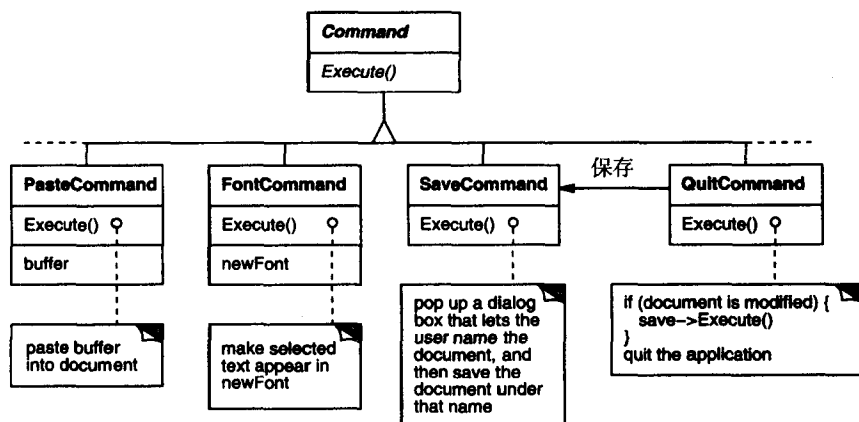 Command
Execute()
PasteCommand
Execute()
buffer
paste buffer
into document
FontCommand
Execute()
newFont
make selected
text appear in
newFont
SaveCommand
Execute()
pop up a dialog
box that lets the
user name the
document, and
then save the
document under
that name
保存
QuitCommand
Execute()
if (document is modified) {
save->Execute()
}
quit the application